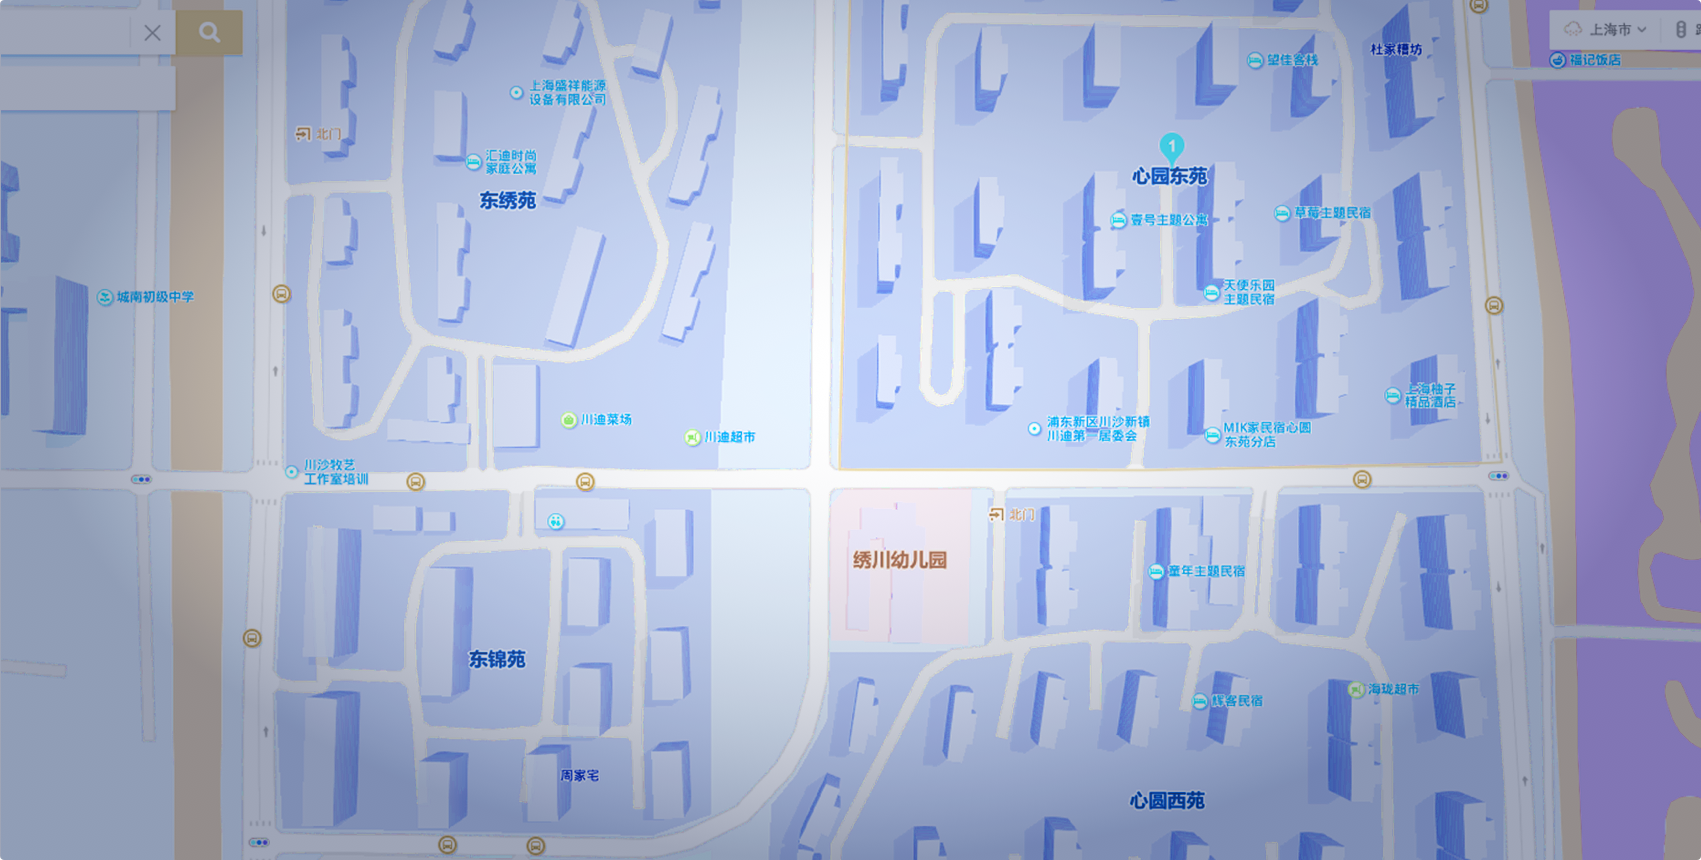 上海市
杜家槽坊
福记饭店
望佳客栈
上海盛祥能源
设备有限公司
北门
汇迪时尚
家庭公寓
东绣苑
1
心园东苑
壹号主题公寓
草莓主题民宿
天使乐园
主题民宿
城南初级中学
上海柚子
精品酒店
川迪菜场
川迪超市
浦东新区川沙新镇
川迪第一居委会
M1K家民宿心圆
东苑分店
川沙牧艺
工作室培训
北门
绣川幼儿园
童年主题民宿
东锦苑
辉客民宿
海珑超市
周家宅
心圆西苑